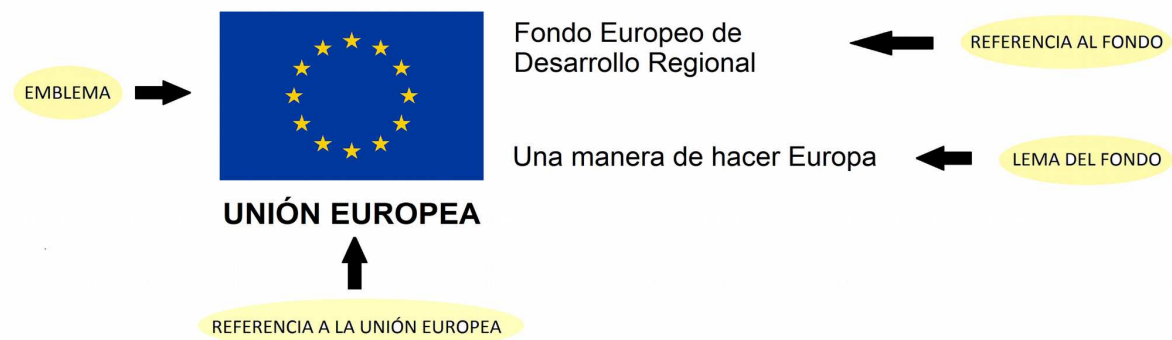 Fondo Europeo de
Desarrollo Regional
REFERENCIA AL FONDO
EMBLEMA
Una manera de hacer Europa
LEMA DEL FONDO
UNIÓN EUROPEA
REFERENCIA A LA UNIÓN EUROPEA